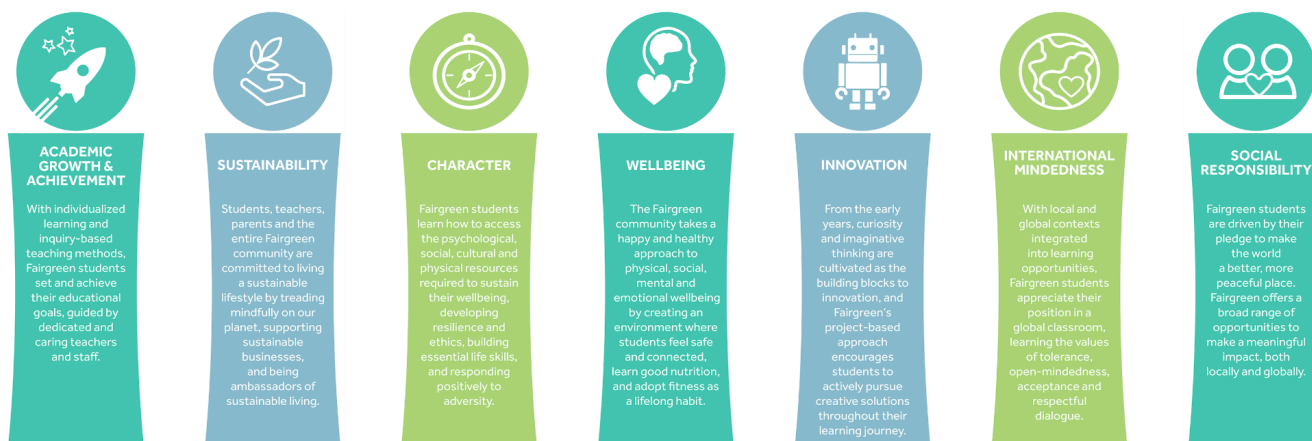 ACADEMIC
GROWTH &
ACHIEVEMENT
With individualized
learning and
inquiry-based
teaching methods,
Fairgreen students
set and achieve
their educational
goals, guided by
dedicated and
caring teachers
and staff.
SUSTAINABILITY
Students, teachers,
parents and the
entire Fairgreen
community are
committed to living
a sustainable
lifestyle by treading
mindfully on our
planet, supporting
sustainable
businesses,
and being
ambassadors of
sustainable living.
CHARACTER
Fairgreen students
learn how to access
the psychological,
social, cultural and
physical resources
required to sustain
their wellbeing,
developing
resilience and
ethics, building
essential life skills,
and responding
positively to
adversity.
WELLBEING
The Fairgreen
community takes a
happy and healthy
approach to
physical, social,
mental and
emotional wellbeing
by creating an
environment where
students feel safe
and connected,
learn good nutrition,
and adopt fitness as
a lifelong habit.
INNOVATION
From the early
years, curiosity
and imaginative
thinking are
cultivated as the
building blocks to
innovation, and
Fairgreen's
project-based
approach
encourages
students to
actively pursue
creative solutions
throughout their
learning journey.
INTERNATIONAL
MINDEDNESS
With local and
global contexts
integrated
into learning
opportunities,
Fairgreen students
appreciate their
position in a
global classroom,
learning the values
of tolerance,
open-mindedness,
acceptance and
respectful
dialogue.
SOCIAL
RESPONSIBILITY
Fairgreen students
are driven by their
pledge to make
the world
a better, more
peaceful place.
Fairgreen offers a
broad range of
opportunities to
make a meaningful
impact, both
locally and globally.